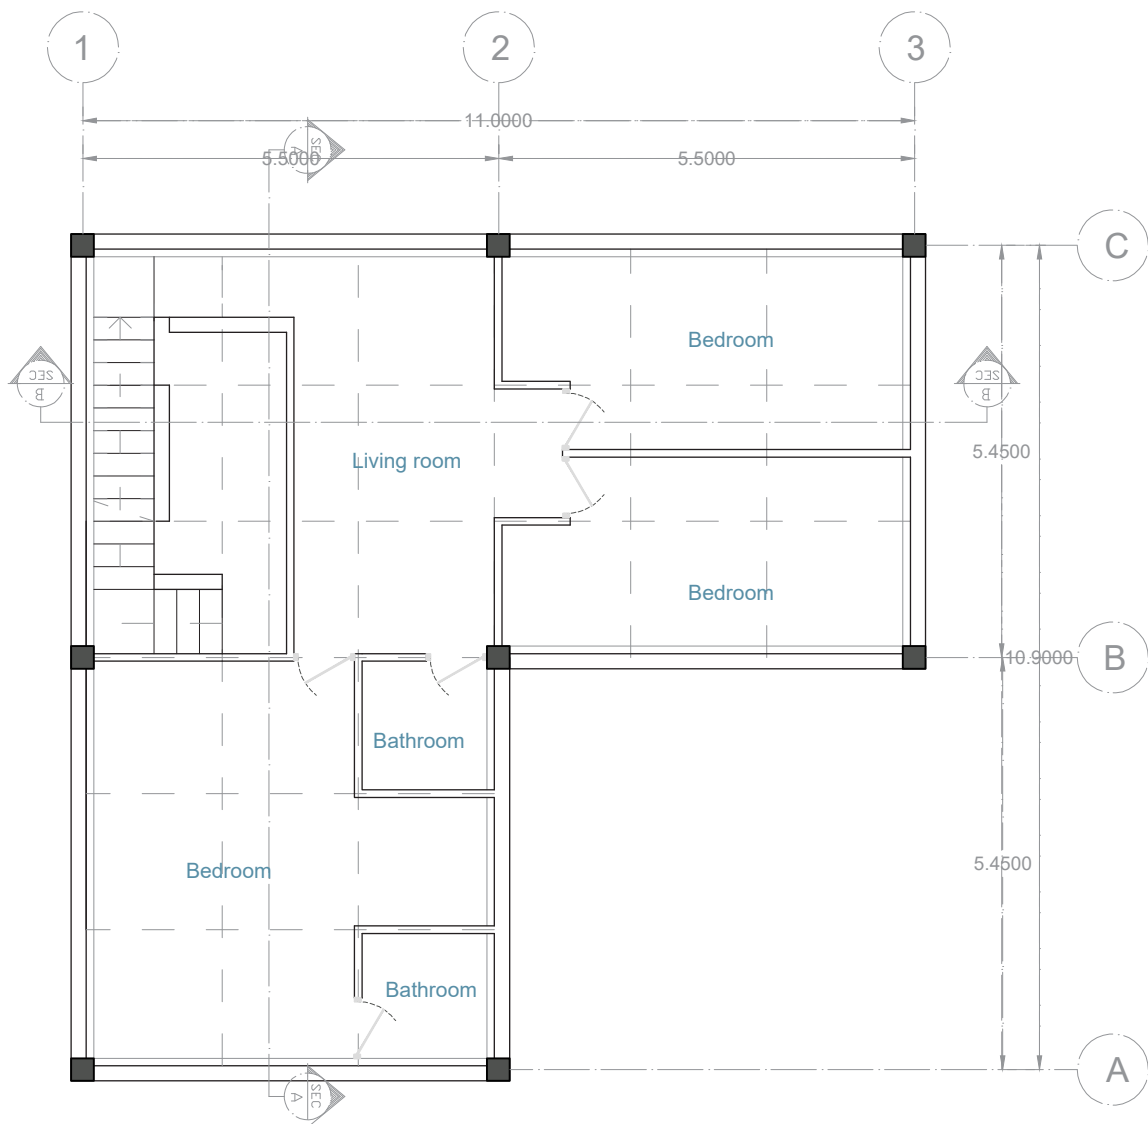 1
2
3
11.0000
SEC
A
5.5000
5.5000
C
Bedroom
SEC
B
SEC
B
5.4500
Living room
Bedroom
B
10.9000
Bathroom
5.4500
Bedroom
Bathroom
A
SEC
A